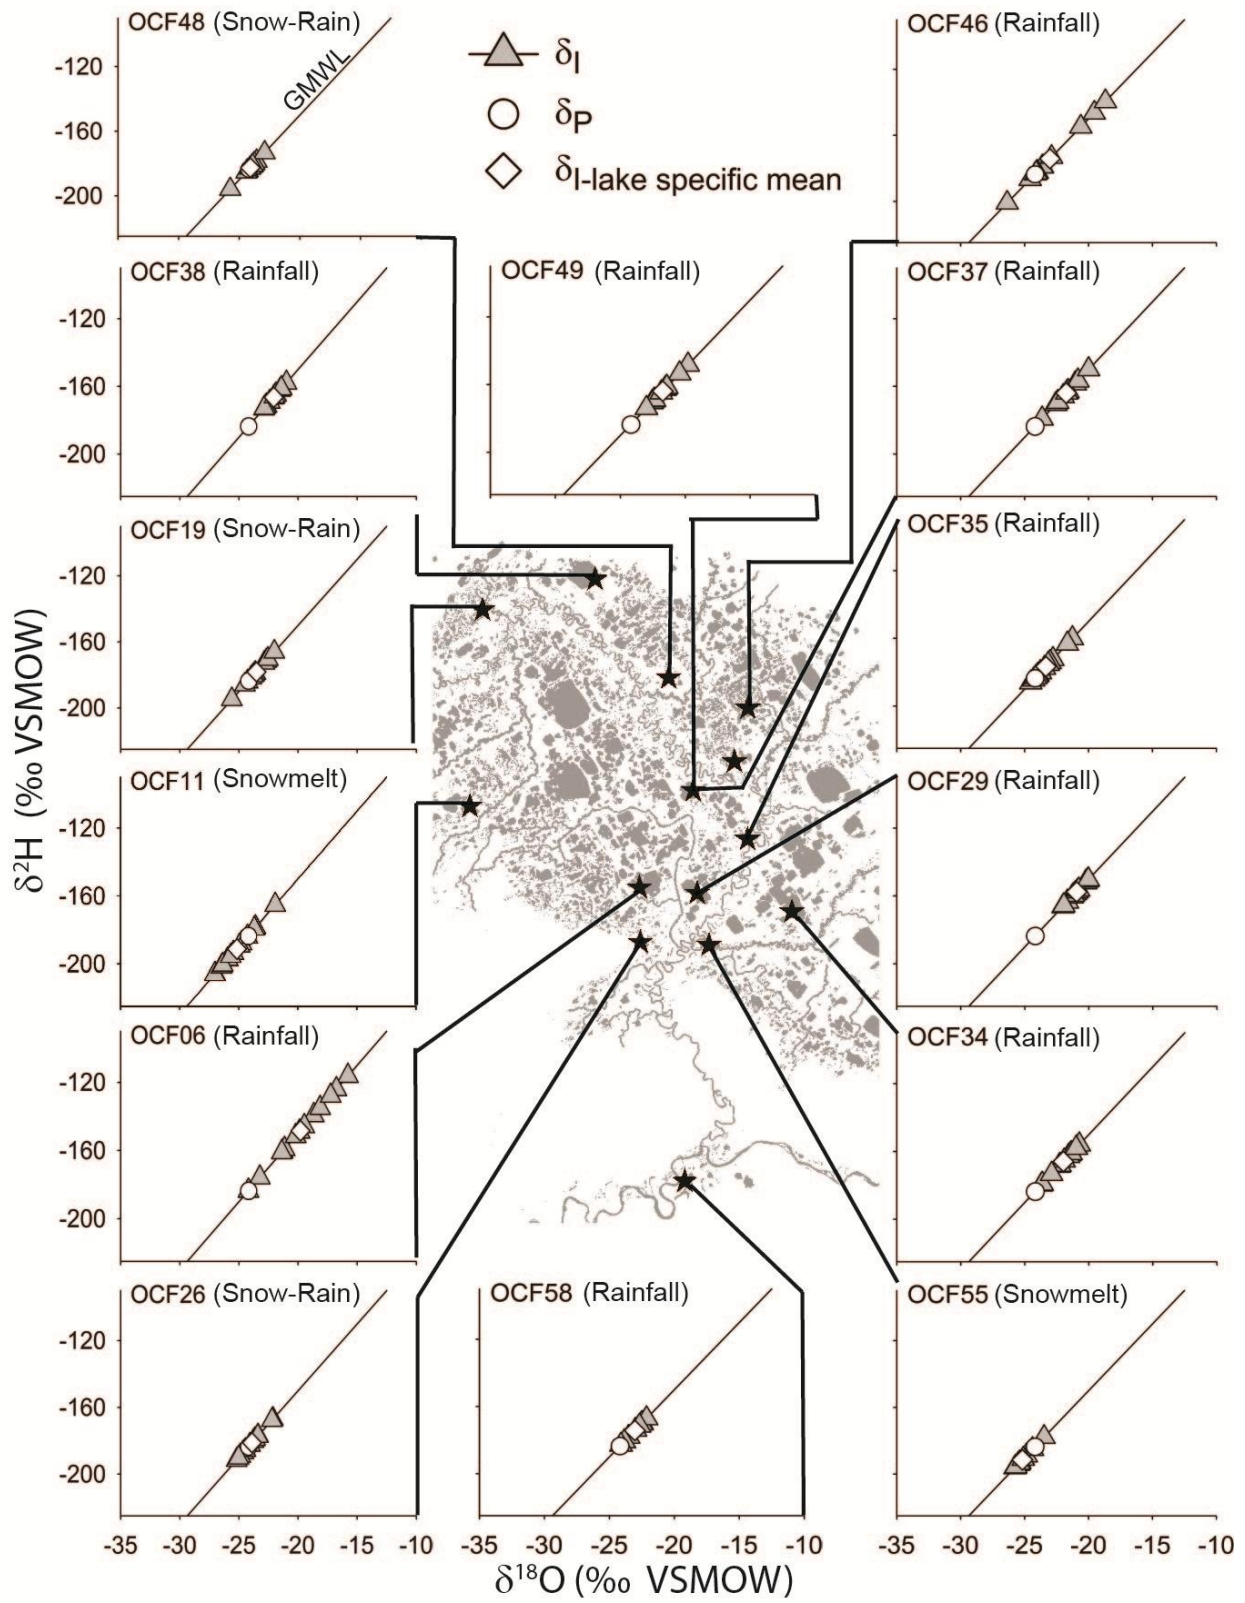 OCF48 (Snow-Rain)
GMWL
-120
-160
-200
δI
δP
δI-lake specific mean
OCF46 (Rainfall)
OCF38 (Rainfall)
-120
-160
-200
OCF49 (Rainfall)
OCF37 (Rainfall)
OCF19 (Snow-Rain)
-120
-160
-200
OCF35 (Rainfall)
OCF11 (Snowmelt)
-120
-160
-200
OCF29 (Rainfall)
OCF06 (Rainfall)
-120
-160
-200
OCF34 (Rainfall)
OCF26 (Snow-Rain)
-120
-160
-200
OCF58 (Rainfall)
OCF55 (Snowmelt)
-35 -30 -25 -20 -15 -10
-35 -30 -25 -20 -15 -10
-35 -30 -25 -20 -15 -10
δ²H (‰ VSMOW)
δ¹⁸O (‰ VSMOW)